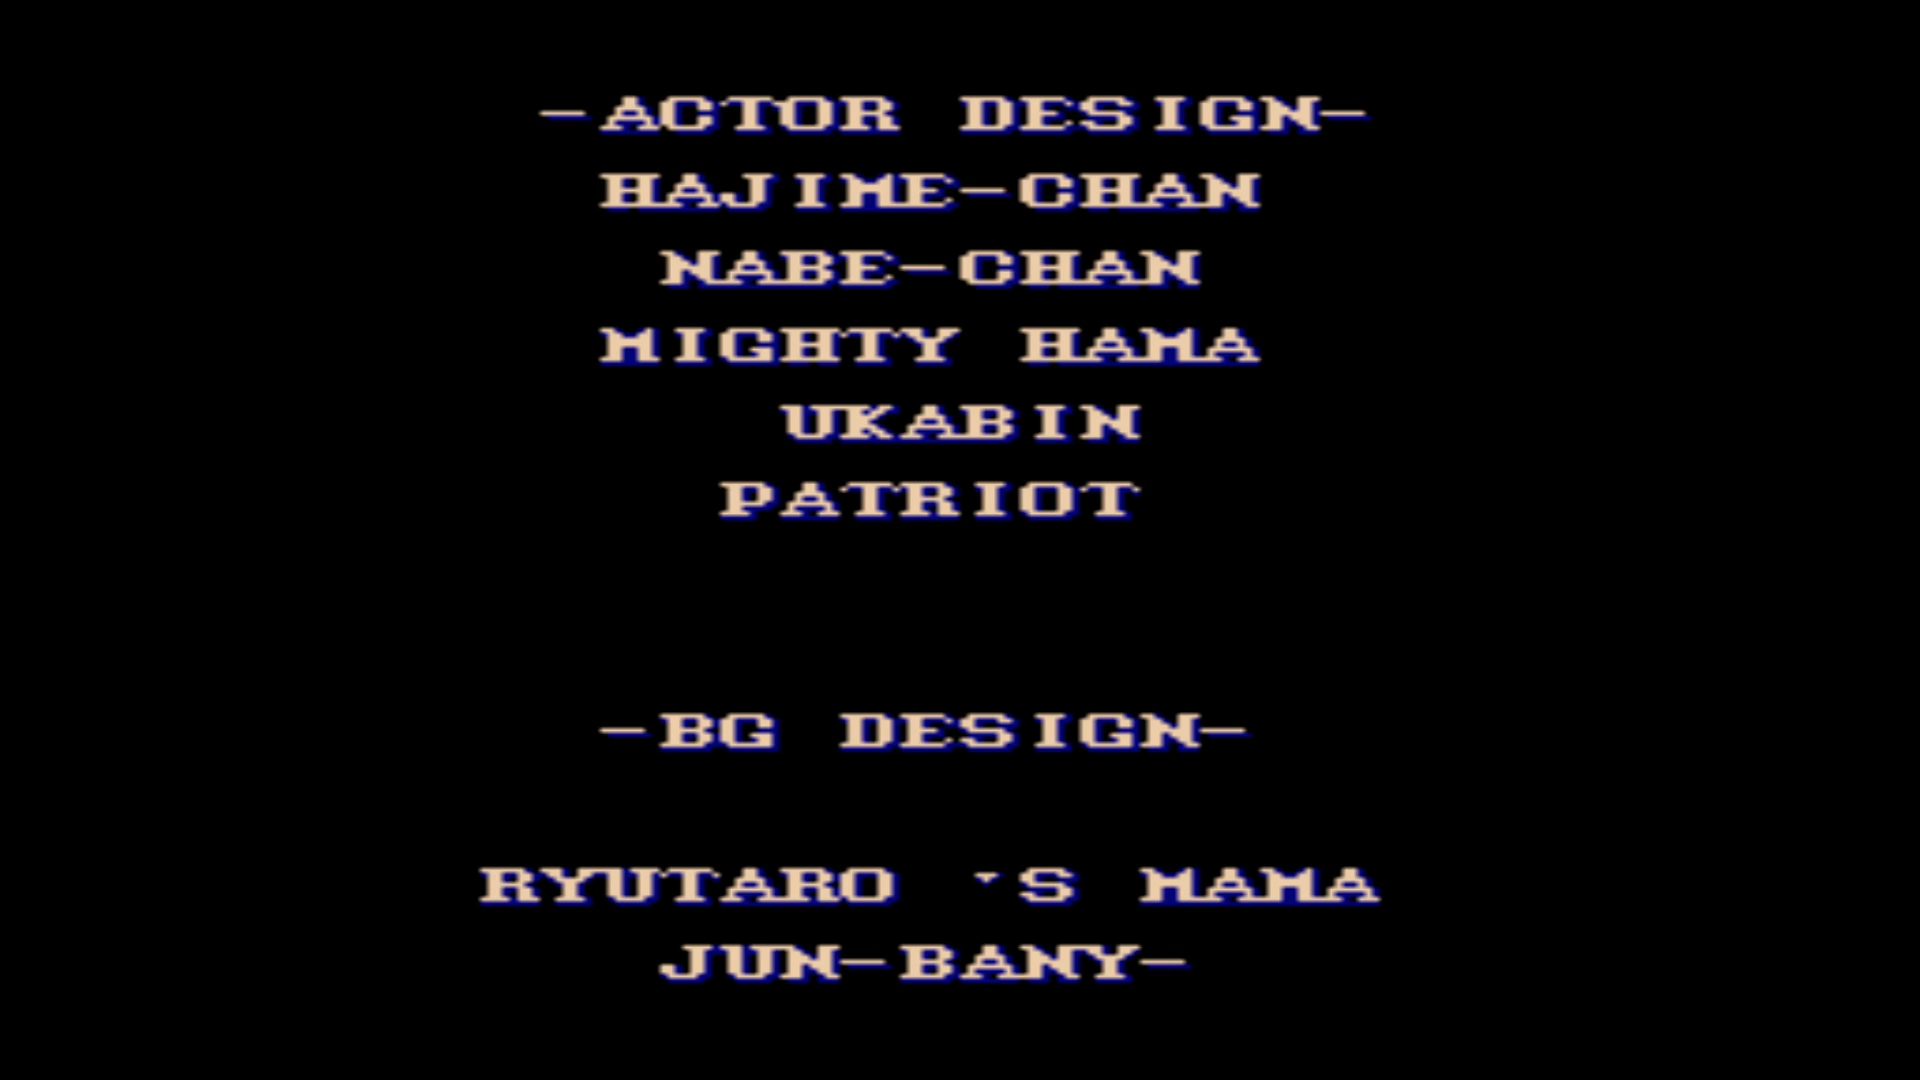 -ACTOR DESIGN-
HAJIME-CHAN
NABE-CHAN
MIGHTY HAMA
UKABIN
PATRIOT
-BG DESIGN-
RYUTARO 'S MAMA
JUN-BANY-